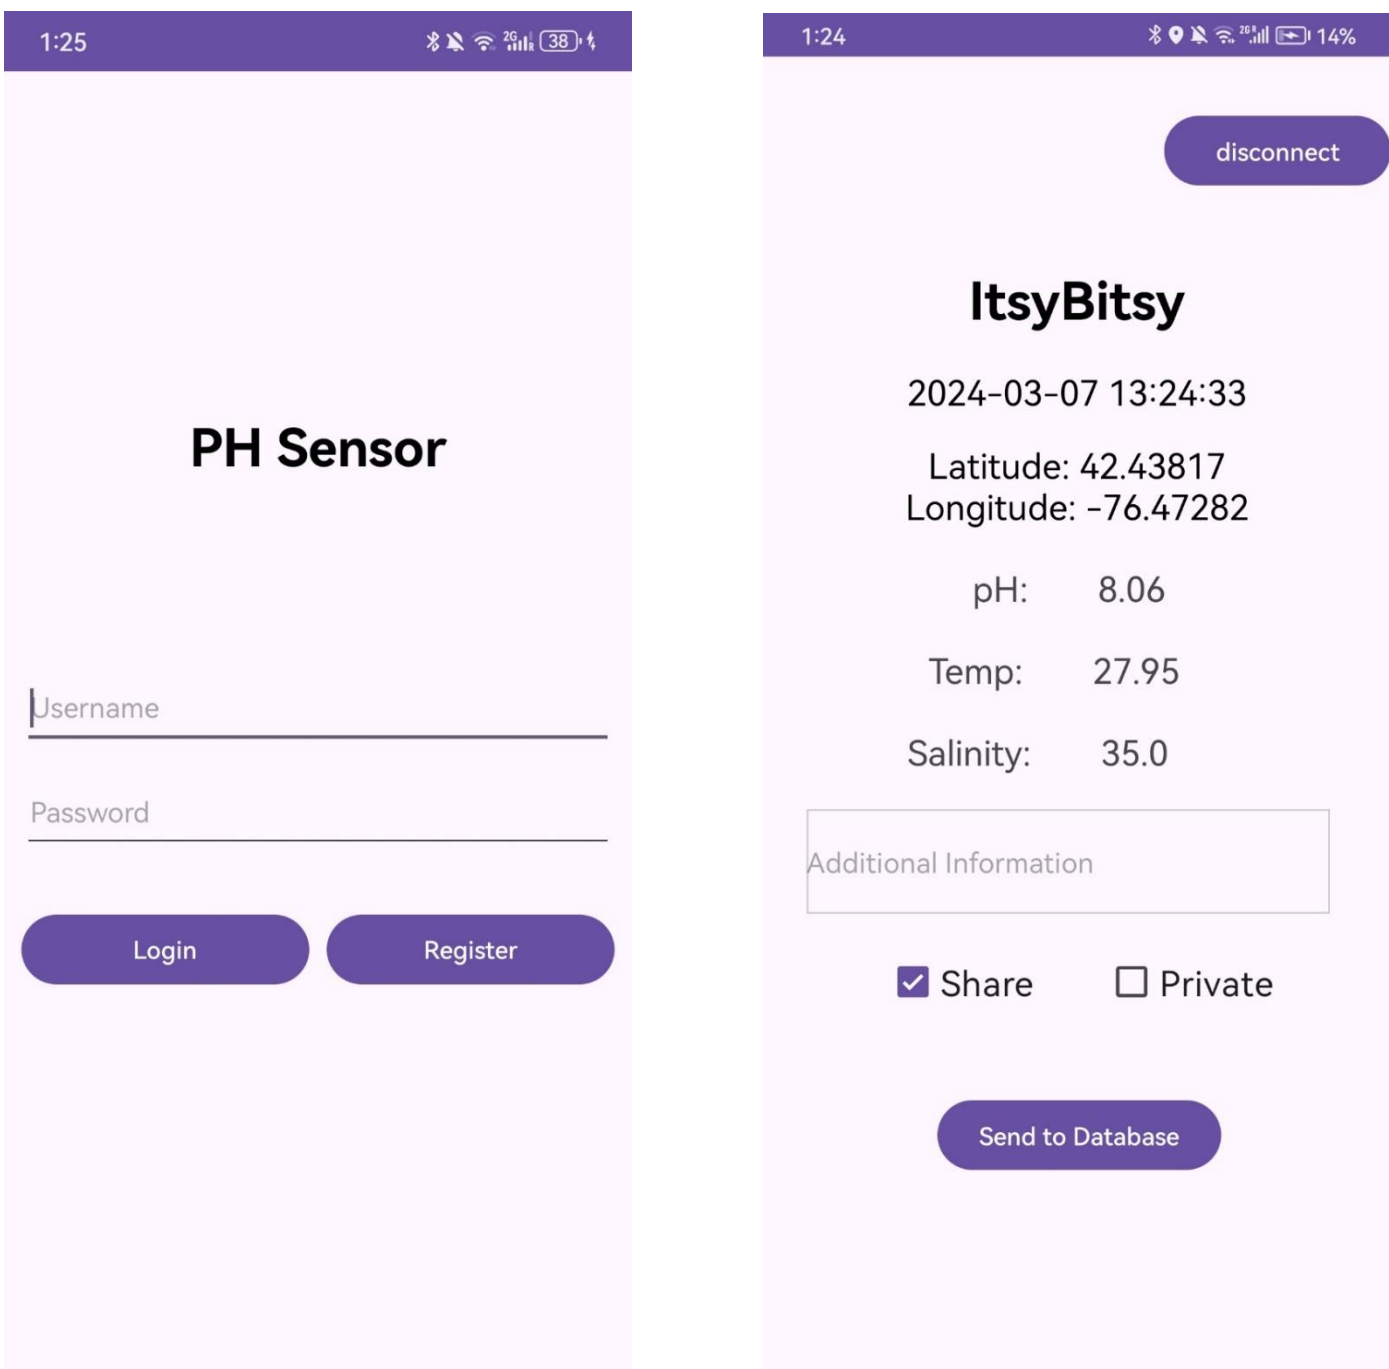 1:25
2G R 38
PH Sensor
Username
Password
Login Register
1:24
2G R 14%
disconnect
ItsyBitsy
2024-03-07 13:24:33
Latitude: 42.43817
Longitude: -76.47282
pH: 8.06
Temp: 27.95
Salinity: 35.0
Additional Information
Share Private
Send to Database